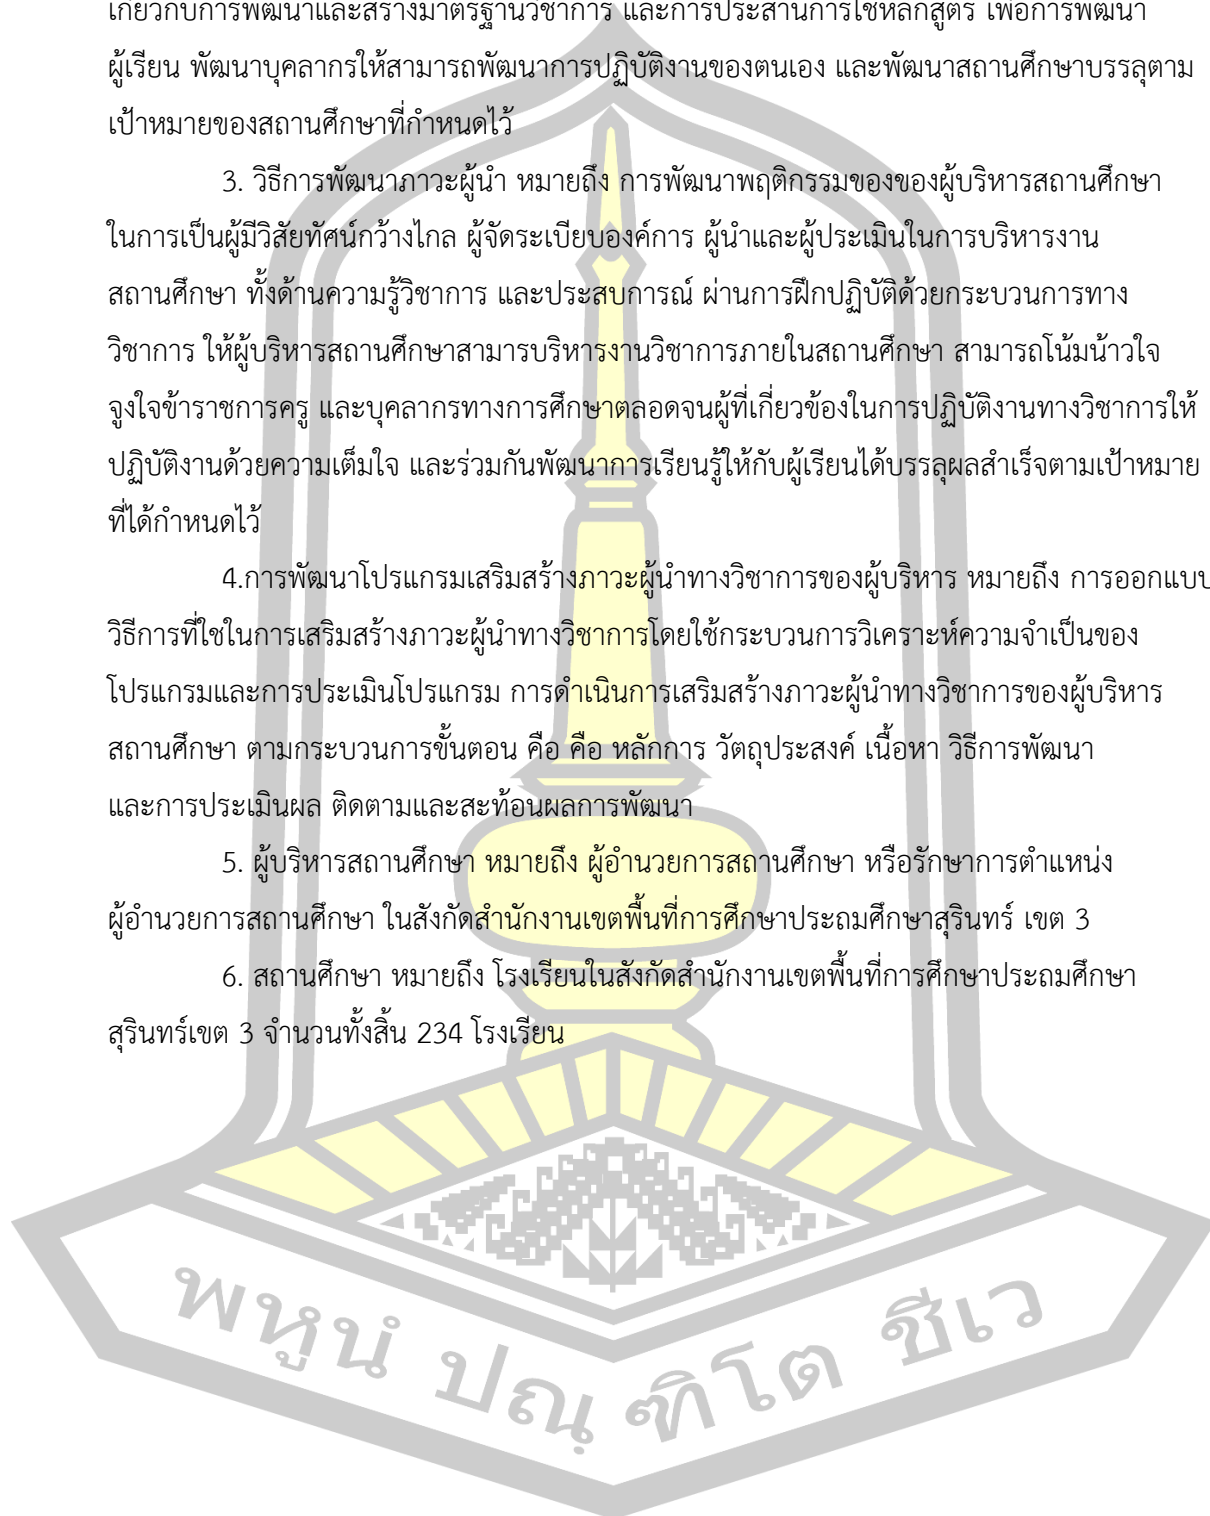 เกี่ยวกับการพัฒนาและสร้างมาตรฐานวิชาการ และการประสานการใช้หลักสูตร เพื่อการพัฒนา
ผู้เรียน พัฒนาบุคลากรให้สามารถพัฒนาการปฏิบัติงานของตนเอง และพัฒนาสถานศึกษาบรรลุตาม
เป้าหมายของสถานศึกษาที่กำหนดไว้
3. วิธีการพัฒนาภาวะผู้นำ หมายถึง การพัฒนาพฤติกรรมของของผู้บริหารสถานศึกษา
ในการเป็นผู้มีวิสัยทัศน์กว้างไกล ผู้จัดระเบียบองค์การ ผู้นำและผู้ประเมินในการบริหารงาน
สถานศึกษา ทั้งด้านความรู้วิชาการ และประสบการณ์ ผ่านการฝึกปฏิบัติด้วยกระบวนการทาง
วิชาการ ให้ผู้บริหารสถานศึกษาสามารบริหารงานวิชาการภายในสถานศึกษา สามารถโน้มน้าวใจ
จูงใจข้าราชการครู และบุคลากรทางการศึกษาตลอดจนผู้ที่เกี่ยวข้องในการปฏิบัติงานทางวิชาการให้
ปฏิบัติงานด้วยความเต็มใจ และร่วมกันพัฒนาการเรียนรู้ให้กับผู้เรียนได้บรรลุผลสำเร็จตามเป้าหมาย
ที่ได้กำหนดไว้
4.การพัฒนาโปรแกรมเสริมสร้างภาวะผู้นำทางวิชาการของผู้บริหาร หมายถึง การออกแบบ
วิธีการที่ใชในการเสริมสร้างภาวะผู้นำทางวิชาการโดยใช้กระบวนการวิเคราะห์ความจำเป็นของ
โปรแกรมและการประเมินโปรแกรม การดำเนินการเสริมสร้างภาวะผู้นำทางวิชาการของผู้บริหาร
สถานศึกษา ตามกระบวนการขั้นตอน คือ คือ หลักการ วัตถุประสงค์ เนื้อหา วิธีการพัฒนา
และการประเมินผล ติดตามและสะท้อนผลการพัฒนา
5. ผู้บริหารสถานศึกษา หมายถึง ผู้อำนวยการสถานศึกษา หรือรักษาการตำแหน่ง
ผู้อำนวยการสถานศึกษา ในสังกัดสำนักงานเขตพื้นที่การศึกษาประถมศึกษาสุรินทร์ เขต 3
6. สถานศึกษา หมายถึง โรงเรียนในสังกัดสำนักงานเขตพื้นที่การศึกษาประถมศึกษา
สุรินทร์เขต 3 จำนวนทั้งสิ้น 234 โรงเรียน
พหูนํ ปณฺฑิโต ชีเว